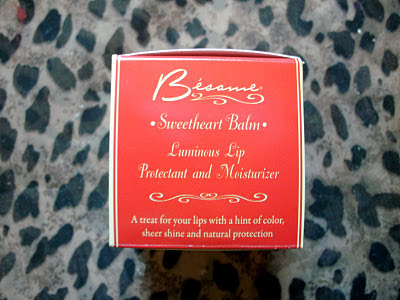 Bésame
• Sweetheart Balm •
Luminous Lip
Protectant and Moisturizer
A treat for your lips with a hint of color,
sheer shine and natural protection